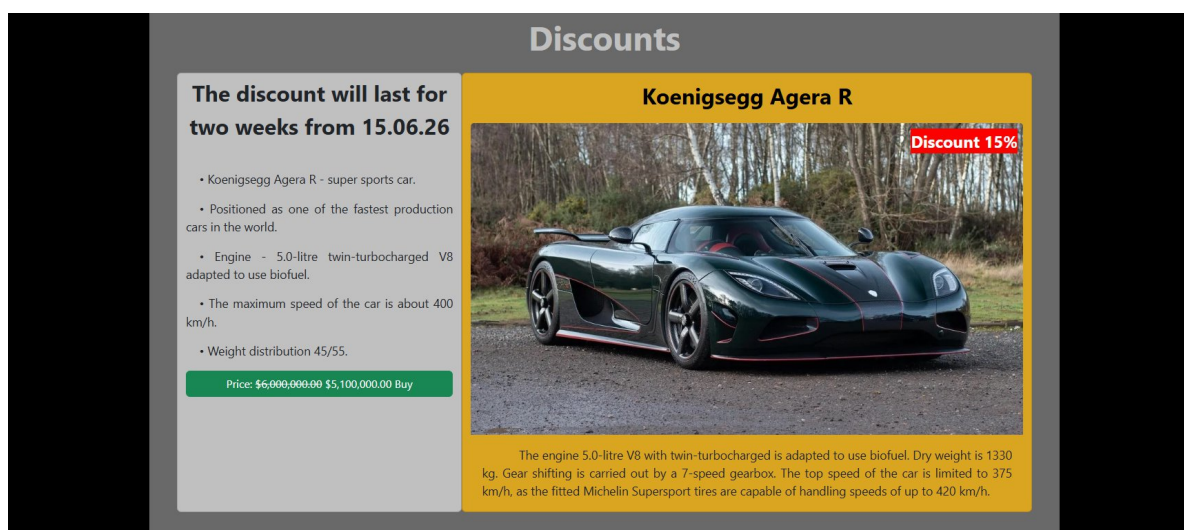 Discounts
The discount will last for
two weeks from 15.06.26
• Koenigsegg Agera R - super sports car.
• Positioned as one of the fastest production
cars in the world.
• Engine - 5.0-litre twin-turbocharged V8
adapted to use biofuel.
• The maximum speed of the car is about 400
km/h.
• Weight distribution 45/55.
Price: $6,000,000.00 $5,100,000.00 Buy
Koenigsegg Agera R
Discount 15%
The engine 5.0-litre V8 with twin-turbocharged is adapted to use biofuel. Dry weight is 1330
kg. Gear shifting is carried out by a 7-speed gearbox. The top speed of the car is limited to 375
km/h, as the fitted Michelin Supersport tires are capable of handling speeds of up to 420 km/h.